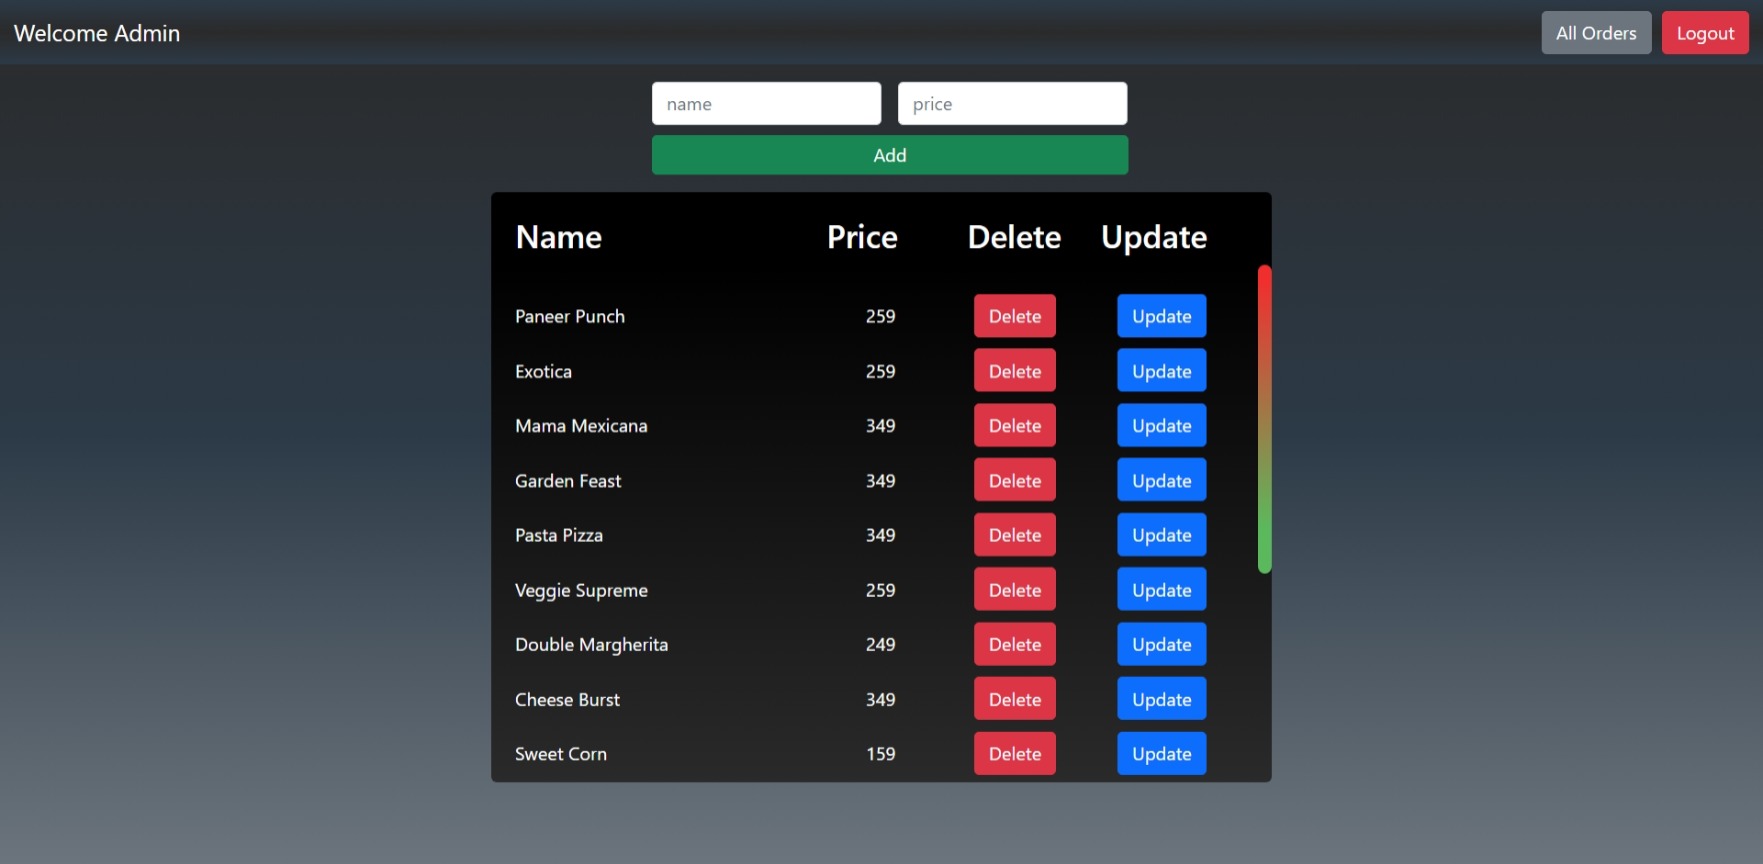 Welcome Admin All Orders Logout
name price
Add
Name Price Delete Update
Paneer Punch 259 Delete Update
Exotica 259 Delete Update
Mama Mexicana 349 Delete Update
Garden Feast 349 Delete Update
Pasta Pizza 349 Delete Update
Veggie Supreme 259 Delete Update
Double Margherita 249 Delete Update
Cheese Burst 349 Delete Update
Sweet Corn 159 Delete Update